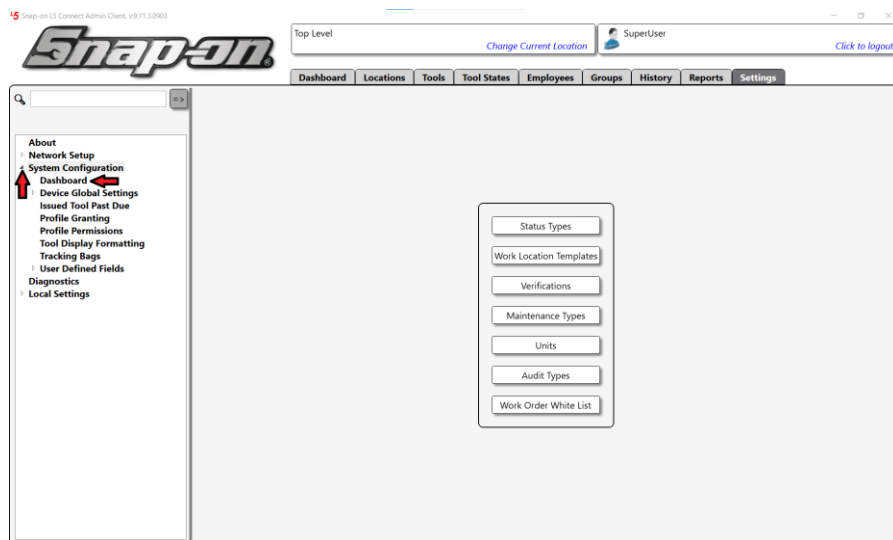 L5 Snap-on L5 Connect Admin Client, v:9.11.3.0903
Snap-on
Top Level
Change Current Location
SuperUser
Click to logout
Dashboard Locations Tools Tool States Employees Groups History Reports Settings
=>
About
Network Setup
System Configuration
Dashboard
Device Global Settings
Issued Tool Past Due
Profile Granting
Profile Permissions
Tool Display Formatting
Tracking Bags
User Defined Fields
Diagnostics
Local Settings
Status Types
Work Location Templates
Verifications
Maintenance Types
Units
Audit Types
Work Order White List